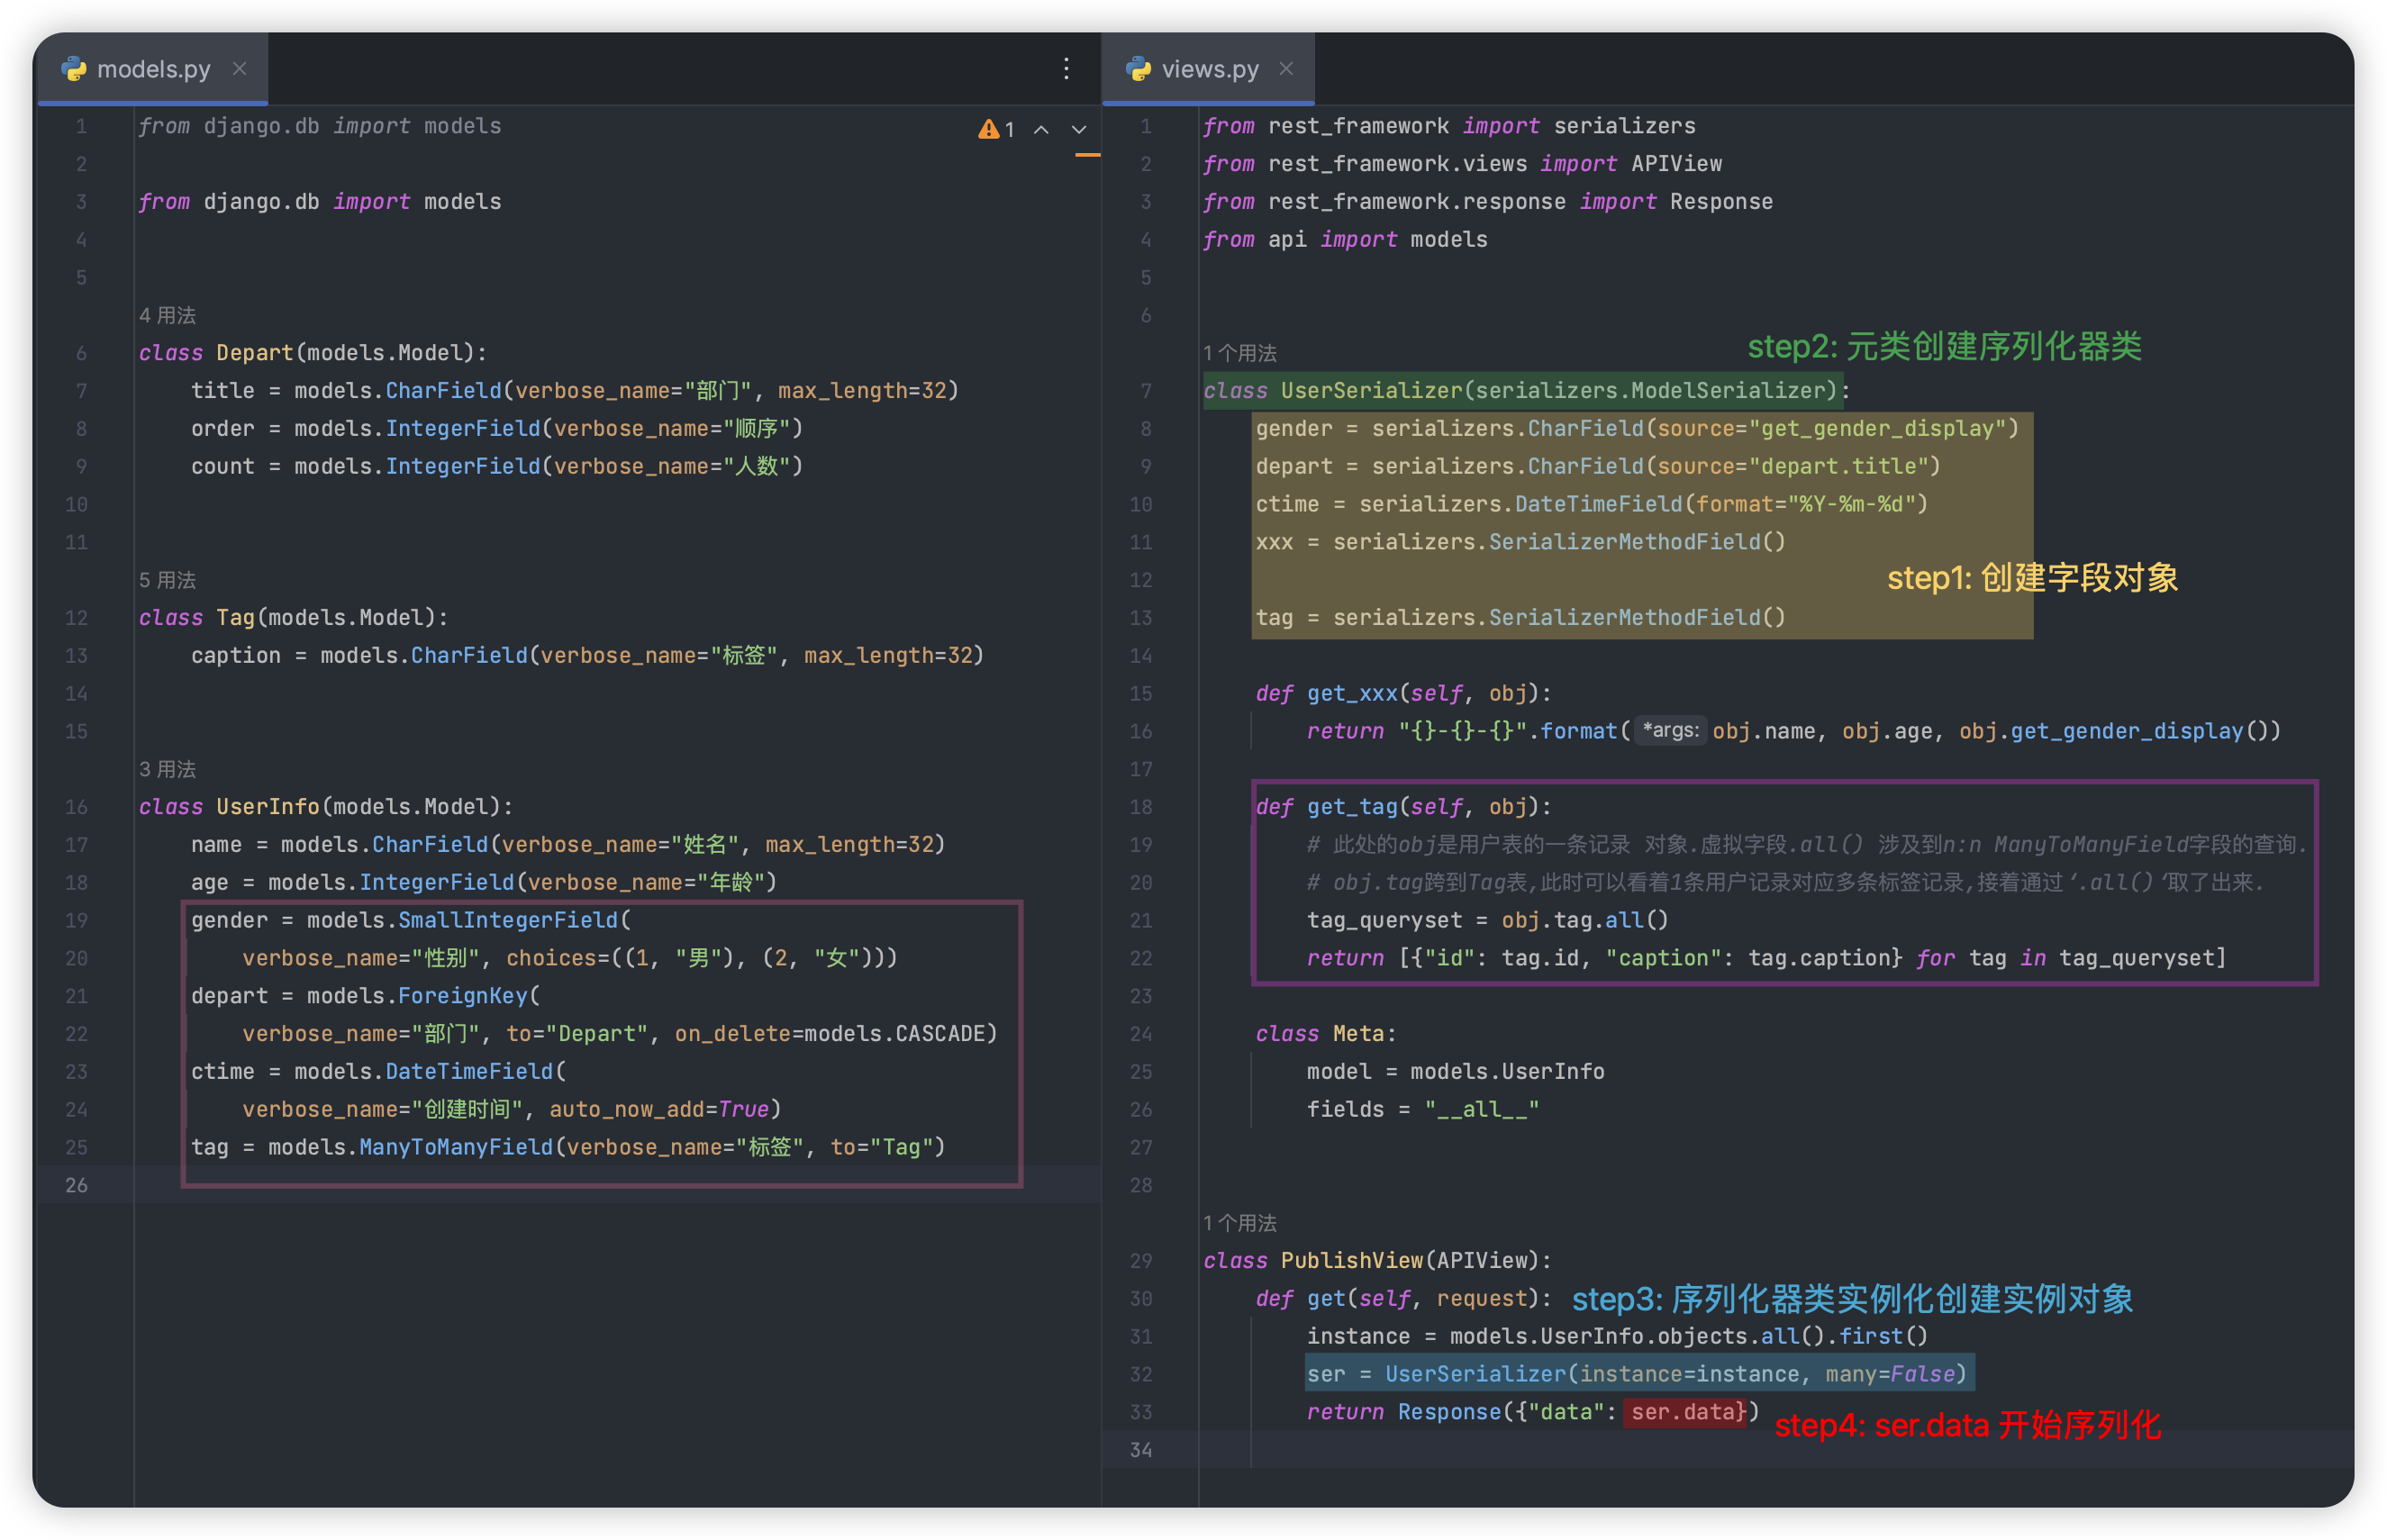 models.py
1 from django.db import models
1
2
3 from django.db import models
4
5
4 用法
6 class Depart(models.Model):
7 title = models.CharField(verbose_name="部门", max_length=32)
8 order = models.IntegerField(verbose_name="顺序")
9 count = models.IntegerField(verbose_name="人数")
10
11
5 用法
12 class Tag(models.Model):
13 caption = models.CharField(verbose_name="标签", max_length=32)
14
15
3 用法
16 class UserInfo(models.Model):
17 name = models.CharField(verbose_name="姓名", max_length=32)
18 age = models.IntegerField(verbose_name="年龄")
19 gender = models.SmallIntegerField(
20 verbose_name="性别", choices=((1, "男"), (2, "女")))
21 depart = models.ForeignKey(
22 verbose_name="部门", to="Depart", on_delete=models.CASCADE)
23 ctime = models.DateTimeField(
24 verbose_name="创建时间", auto_now_add=True)
25 tag = models.ManyToManyField(verbose_name="标签", to="Tag")
26
views.py
1 from rest_framework import serializers
2 from rest_framework.views import APIView
3 from rest_framework.response import Response
4 from api import models
5
6
step2: 元类创建序列化器类
1 个用法
7 class UserSerializer(serializers.ModelSerializer):
8 gender = serializers.CharField(source="get_gender_display")
9 depart = serializers.CharField(source="depart.title")
10 ctime = serializers.DateTimeField(format="%Y-%m-%d")
11 xxx = serializers.SerializerMethodField()
12
step1: 创建字段对象
13 tag = serializers.SerializerMethodField()
14
15 def get_xxx(self, obj):
16 return "{}-{}-{}".format( *args: obj.name, obj.age, obj.get_gender_display())
17
18 def get_tag(self, obj):
19 # 此处的obj是用户表的一条记录 对象.虚拟字段.all() 涉及到n:n ManyToManyField字段的查询.
20 # obj.tag跨到Tag表,此时可以看着1条用户记录对应多条标签记录,接着通过‘.all()‘取了出来.
21 tag_queryset = obj.tag.all()
22 return [{"id": tag.id, "caption": tag.caption} for tag in tag_queryset]
23
24 class Meta:
25 model = models.UserInfo
26 fields = "__all__"
27
28
1 个用法
29 class PublishView(APIView):
30 def get(self, request): step3: 序列化器类实例化创建实例对象
31 instance = models.UserInfo.objects.all().first()
32 ser = UserSerializer(instance=instance, many=False)
33 return Response({"data": ser.data}) step4: ser.data 开始序列化
34